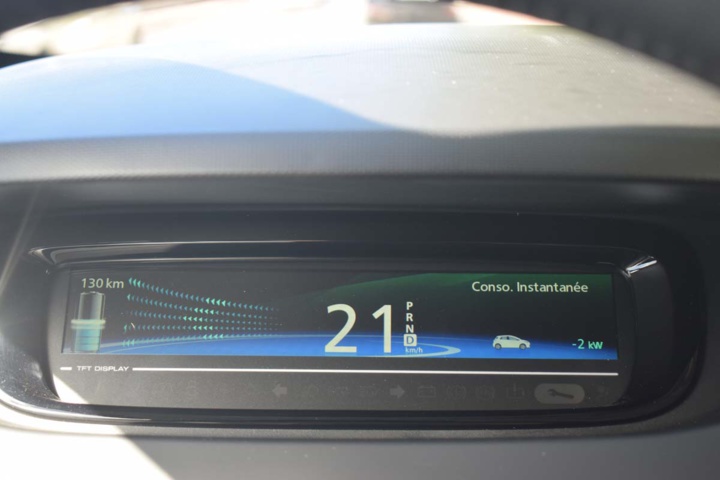 130 km
Conso. Instantanée
21
P
R
N
D
km/h
-2 kW
TFT DISPLAY